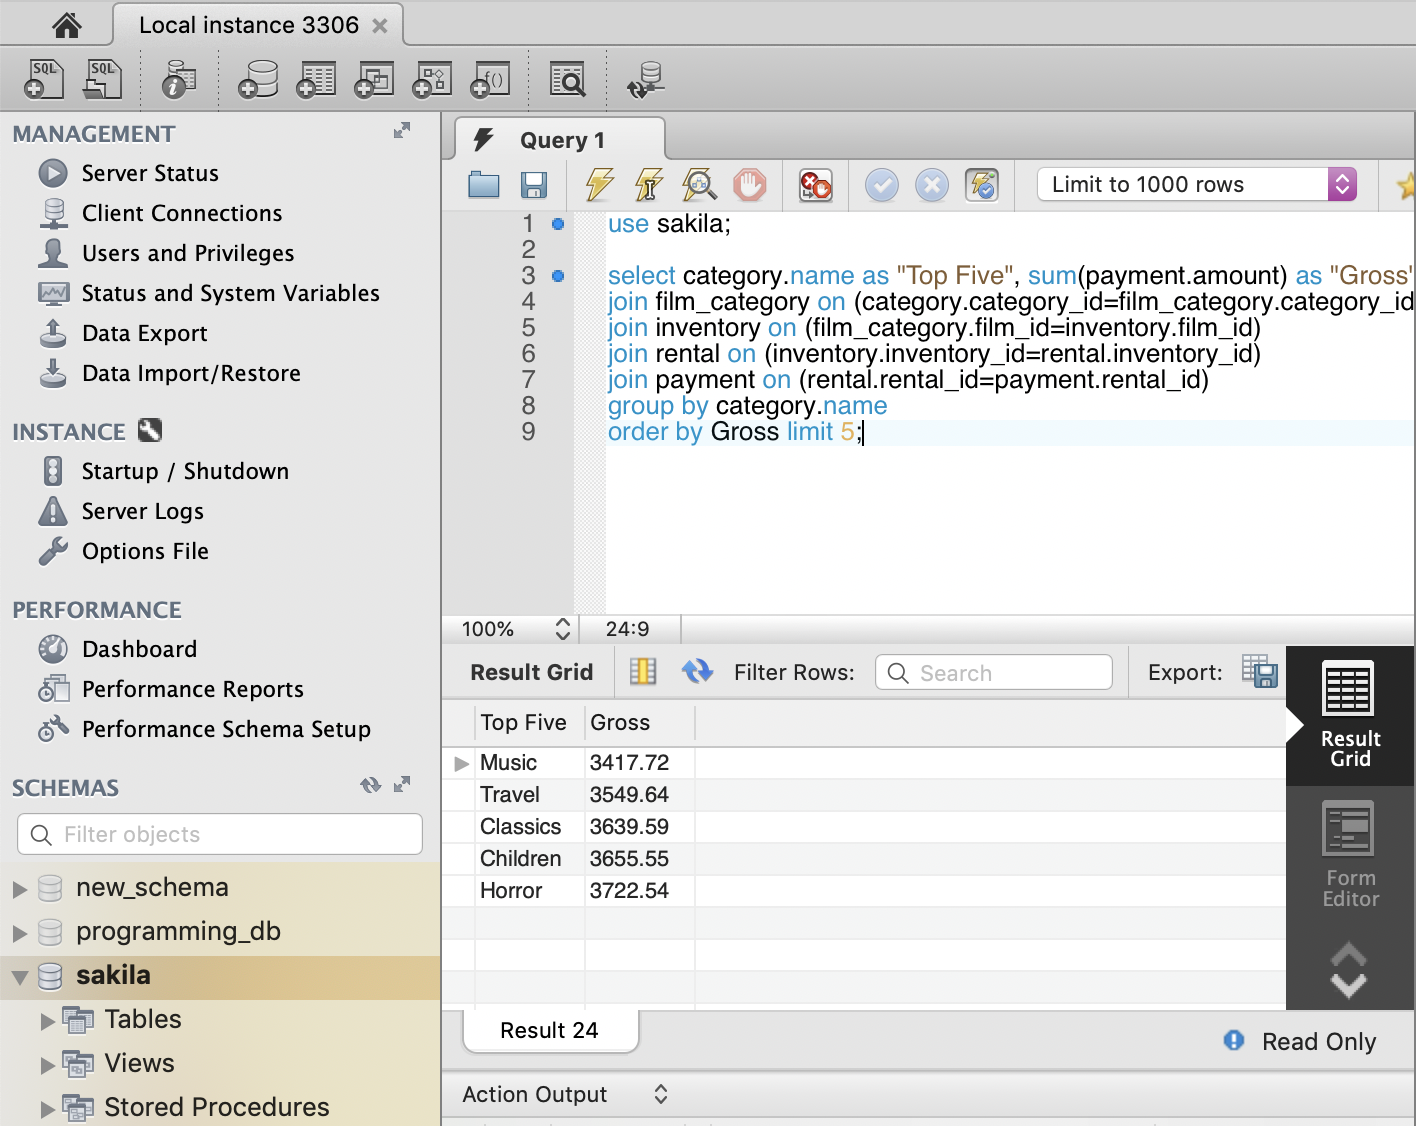 Local instance 3306
SQL
SQL
f()
MANAGEMENT
Server Status
Client Connections
Users and Privileges
Status and System Variables
Data Export
Data Import/Restore
INSTANCE
Startup / Shutdown
Server Logs
Options File
PERFORMANCE
Dashboard
Performance Reports
Performance Schema Setup
SCHEMAS
Filter objects
new_schema
programming_db
sakila
Tables
Views
Stored Procedures
Query 1
Limit to 1000 rows
1 use sakila;
2
3 select category.name as "Top Five", sum(payment.amount) as "Gross"
4 join film_category on (category.category_id=film_category.category_id
5 join inventory on (film_category.film_id=inventory.film_id)
6 join rental on (inventory.inventory_id=rental.inventory_id)
7 join payment on (rental.rental_id=payment.rental_id)
8 group by category.name
9 order by Gross limit 5;
100% 24:9
Result Grid Filter Rows: Search Export:
Top Five Gross
Music 3417.72
Travel 3549.64
Classics 3639.59
Children 3655.55
Horror 3722.54
Result
Grid
Form
Editor
Result 24
Read Only
Action Output